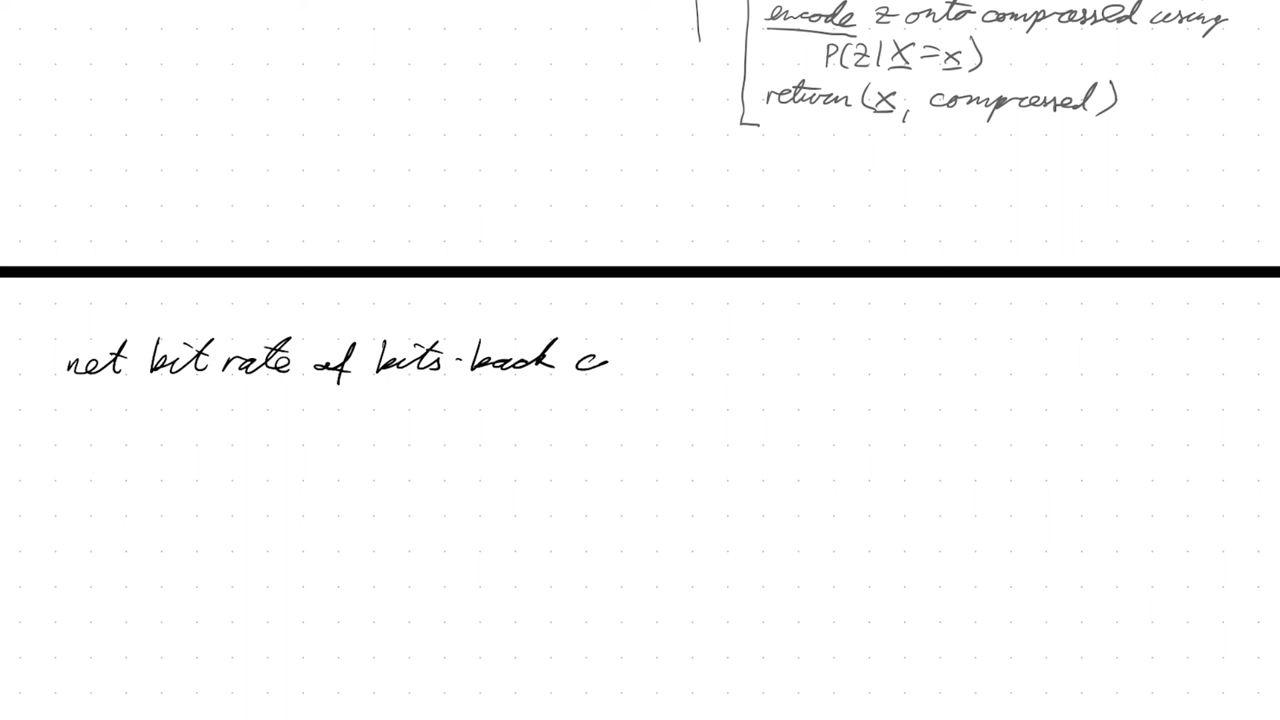 encode z onto compressed using
P(Z|X=x)
return (x, compressed)
net bit rate of bits-back c